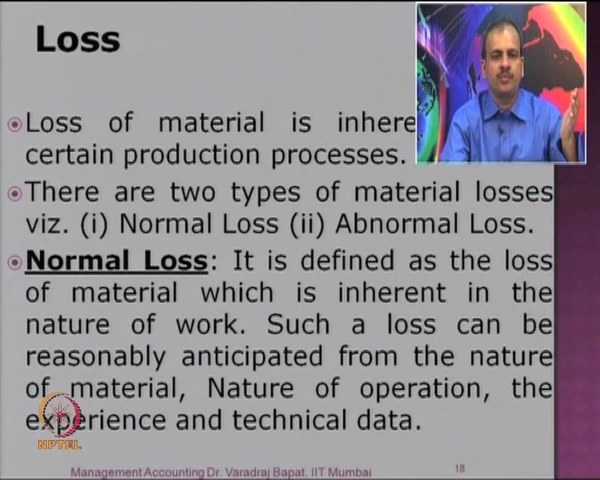 Loss
Loss of material is inhere
certain production processes.
There are two types of material losses
viz. (i) Normal Loss (ii) Abnormal Loss.
Normal Loss: It is defined as the loss
of material which is inherent in the
nature of work. Such a loss can be
reasonably anticipated from the nature
of material, Nature of operation, the
experience and technical data.
NPTEL
Management Accounting Dr. Varadraj Bapat, IIT Mumbai
18